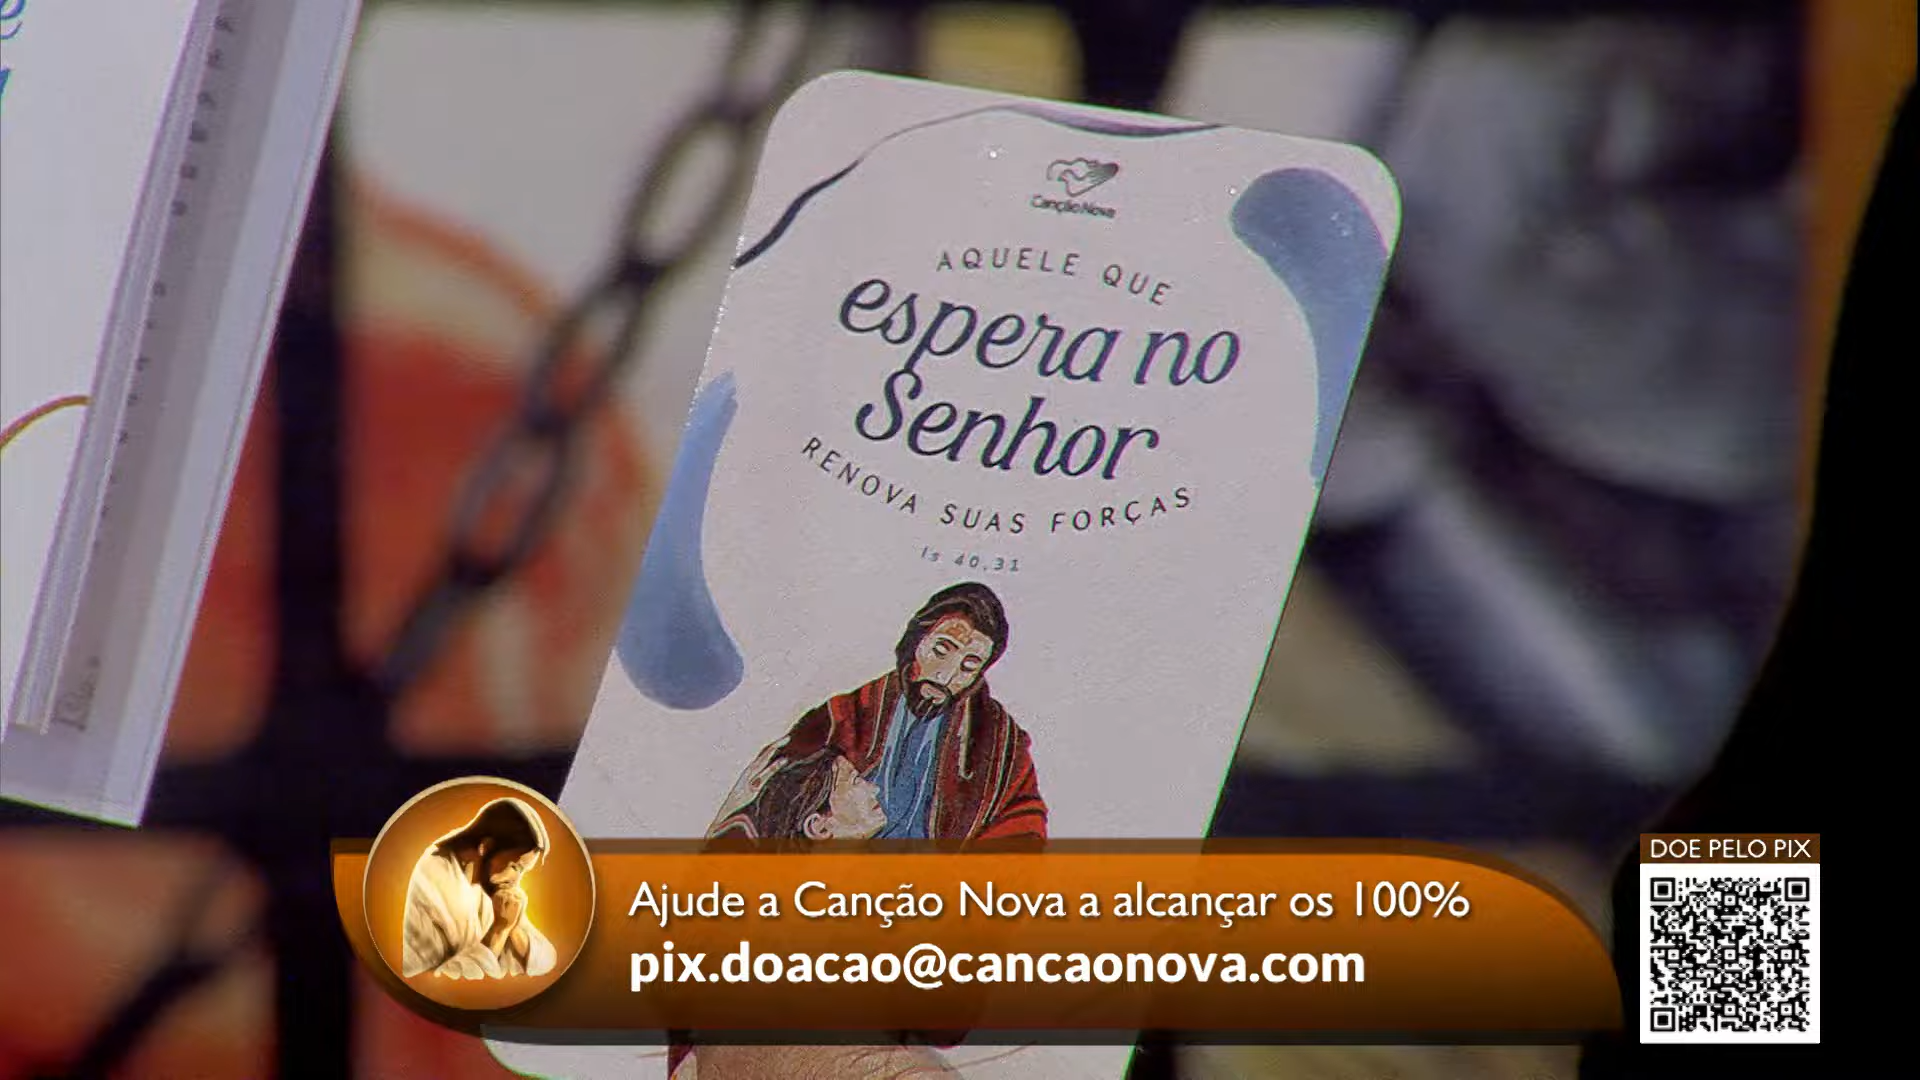 Canção Nova
AQUELE QUE
espera no
Senhor
RENOVA SUAS FORÇAS
Is 40,31
DOE PELO PIX
Ajude a Canção Nova a alcançar os 100%
pix.doacao@cancaonova.com